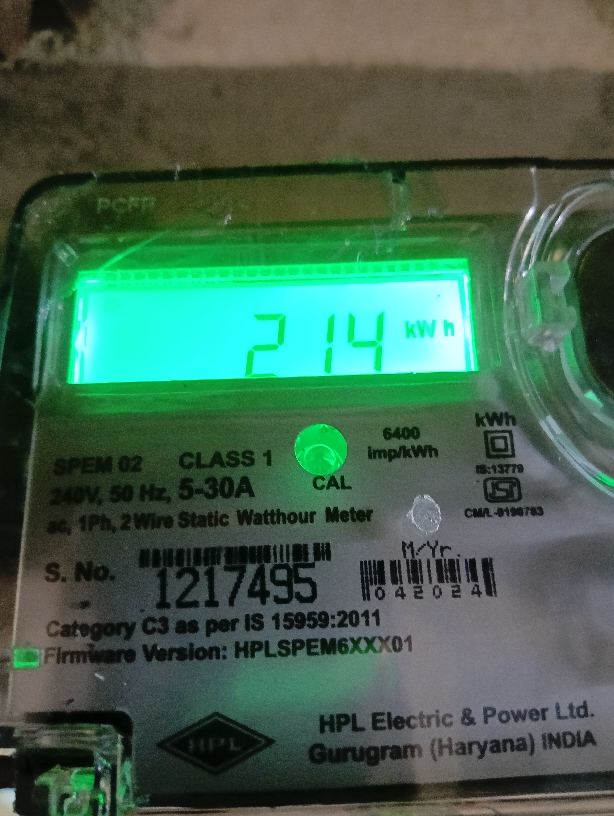 214 kWh
kWh
6400
imp/kWh
SPEM 02 CLASS 1
CAL
IS:13779
240V, 50 Hz, 5-30A
ac, 1Ph, 2 Wire Static Watthour Meter
M/Yr.
S. No. 1217495
042024
Category C3 as per IS 15959:2011
Firmware Version: HPLSPEM6XXX01
HPL
HPL Electric & Power Ltd.
Gurugram (Haryana) INDIA